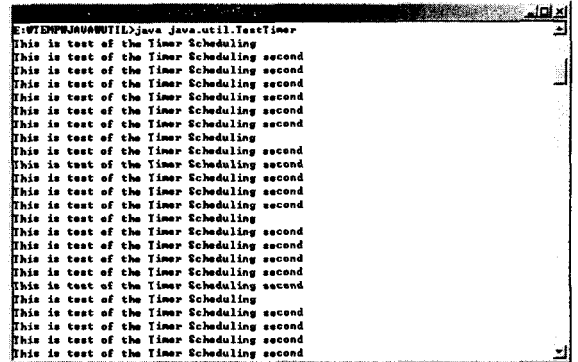 E:₩TEMP₩JAVA₩UTIL>java java.util.TestTimer
This is test of the Timer Scheduling
This is test of the Timer Scheduling second
This is test of the Timer Scheduling second
This is test of the Timer Scheduling second
This is test of the Timer Scheduling second
This is test of the Timer Scheduling second
This is test of the Timer Scheduling second
This is test of the Timer Scheduling
This is test of the Timer Scheduling second
This is test of the Timer Scheduling second
This is test of the Timer Scheduling second
This is test of the Timer Scheduling second
This is test of the Timer Scheduling second
This is test of the Timer Scheduling
This is test of the Timer Scheduling second
This is test of the Timer Scheduling second
This is test of the Timer Scheduling second
This is test of the Timer Scheduling second
This is test of the Timer Scheduling second
This is test of the Timer Scheduling
This is test of the Timer Scheduling second
This is test of the Timer Scheduling second
This is test of the Timer Scheduling second
This is test of the Timer Scheduling second